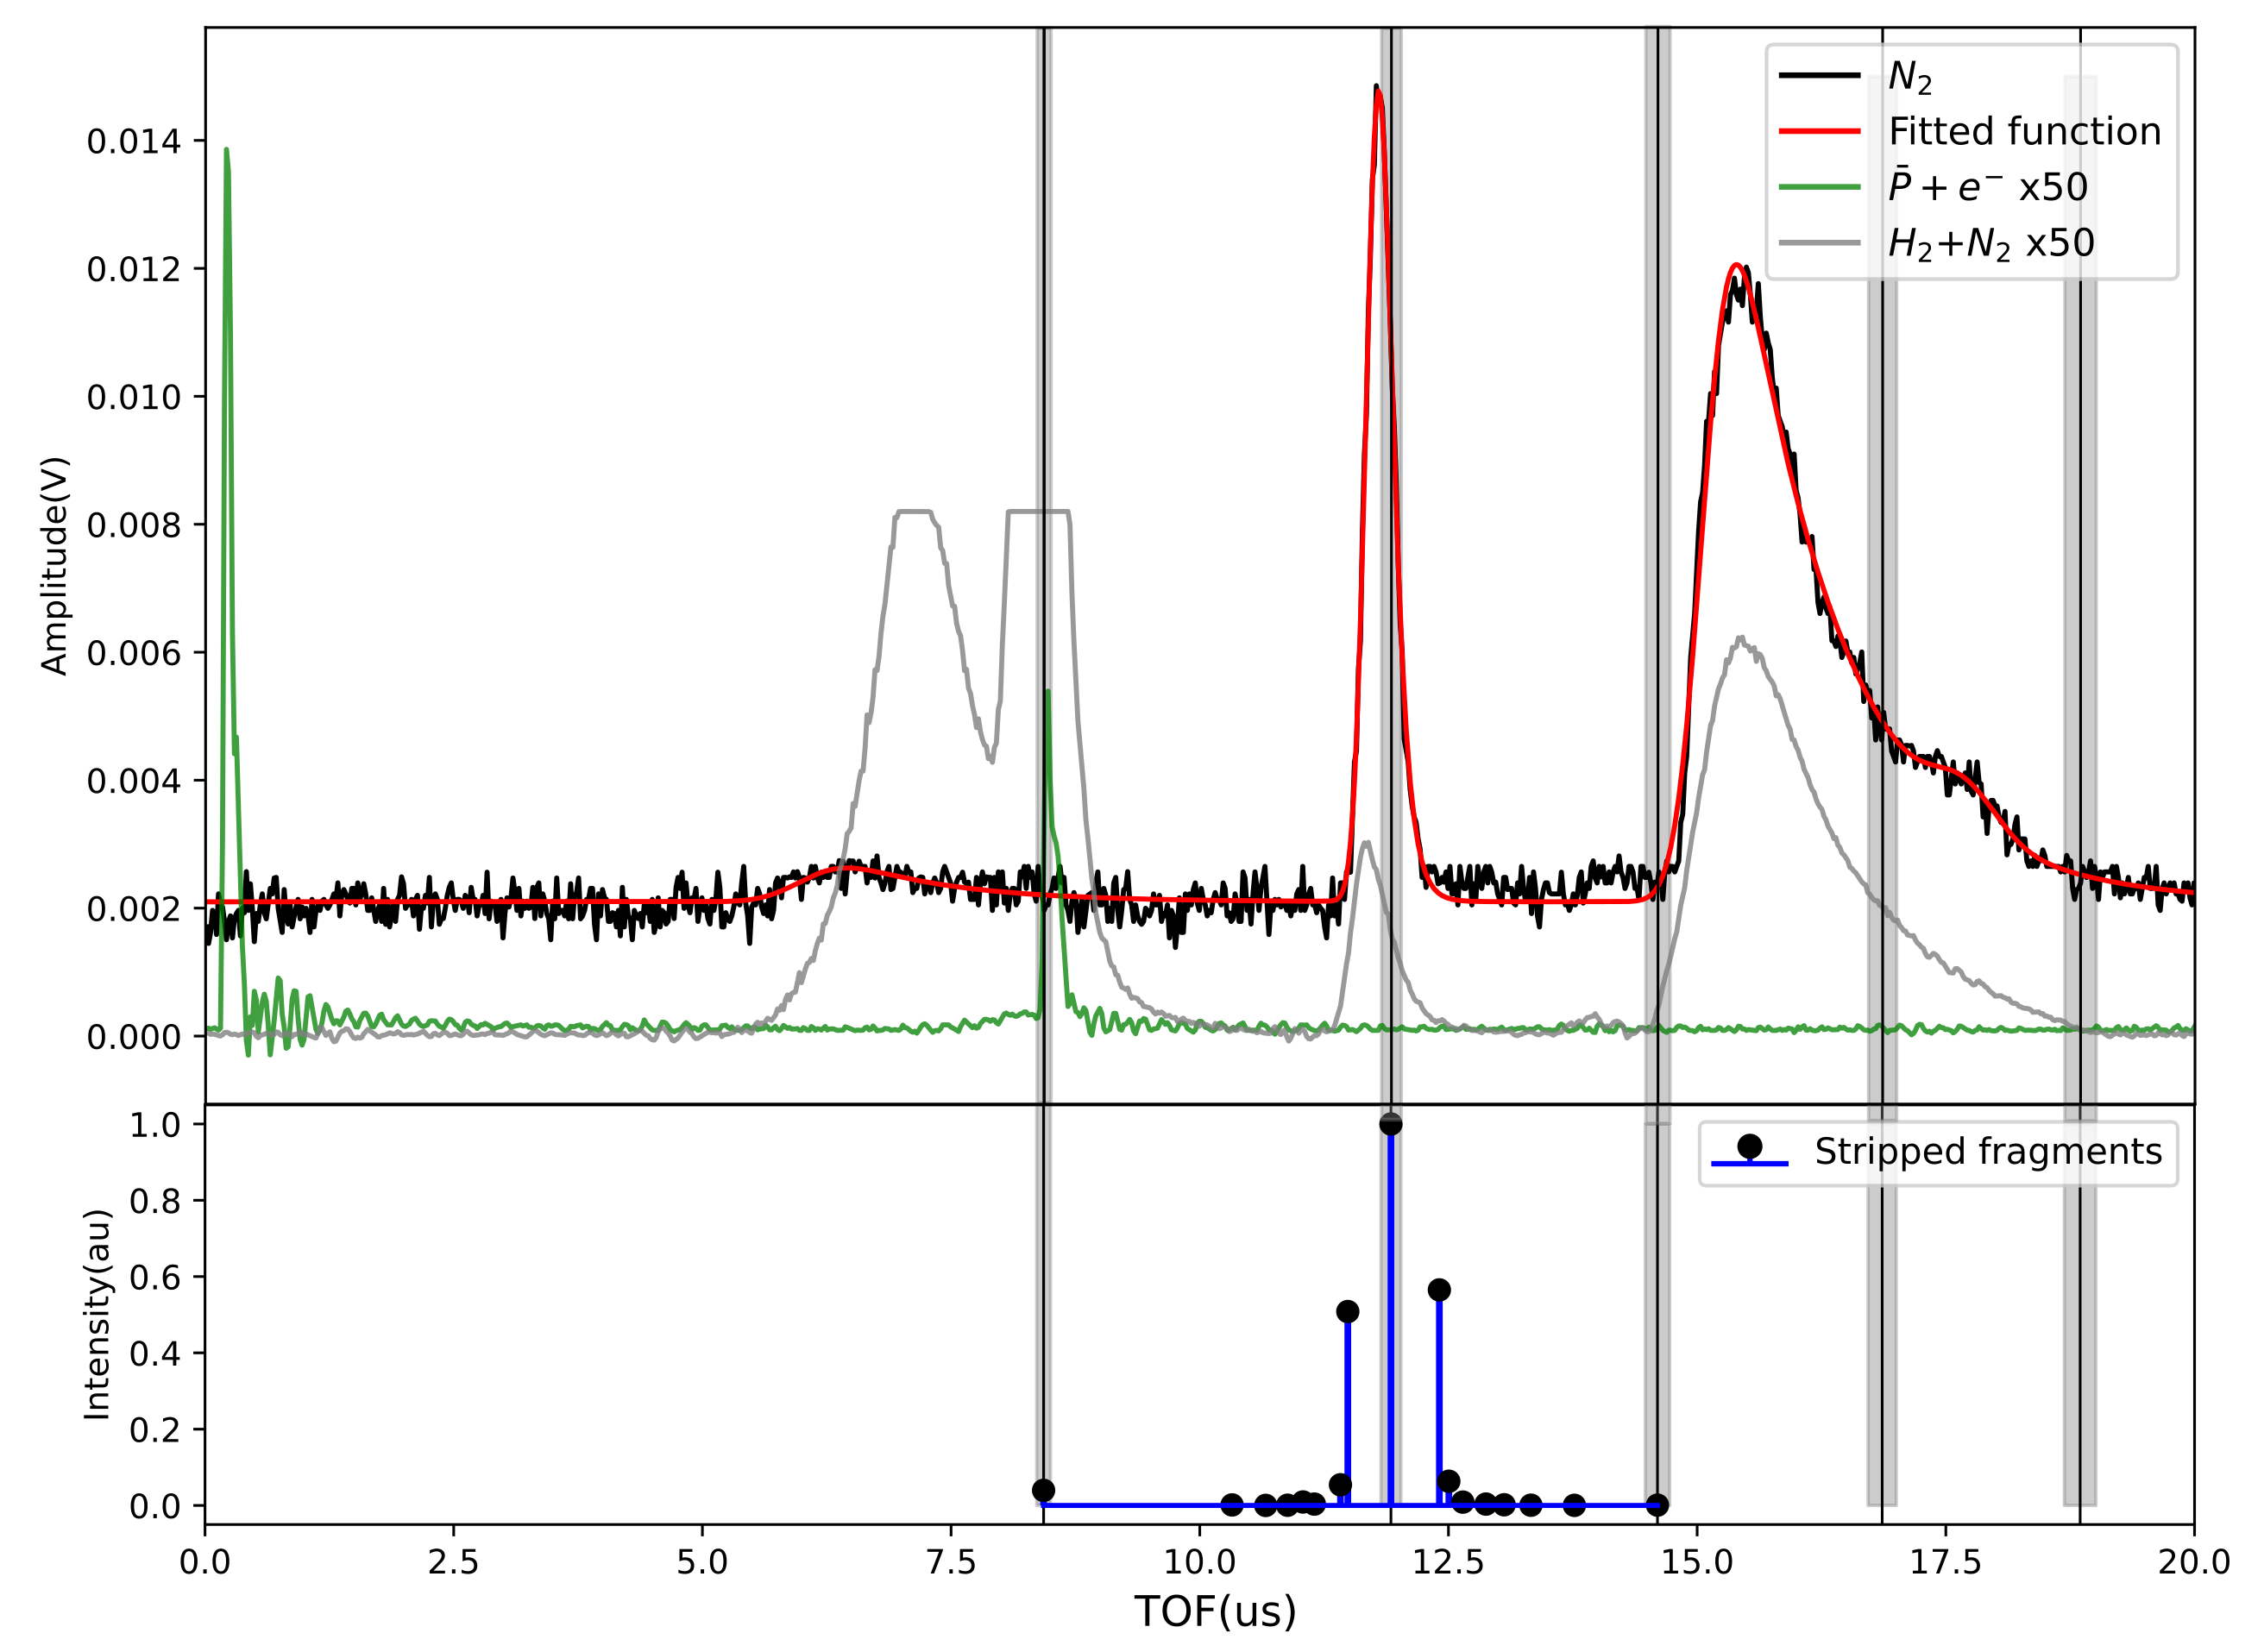 0.014
0.012
0.010
0.008
0.006
0.004
0.002
0.000
Amplitude(V)
N₂
Fitted function
P̄ + e⁻ x50
H₂+N₂ x50
1.0
0.8
0.6
0.4
0.2
0.0
Intensity(au)
Stripped fragments
0.0 2.5 5.0 7.5 10.0 12.5 15.0 17.5 20.0
TOF(us)